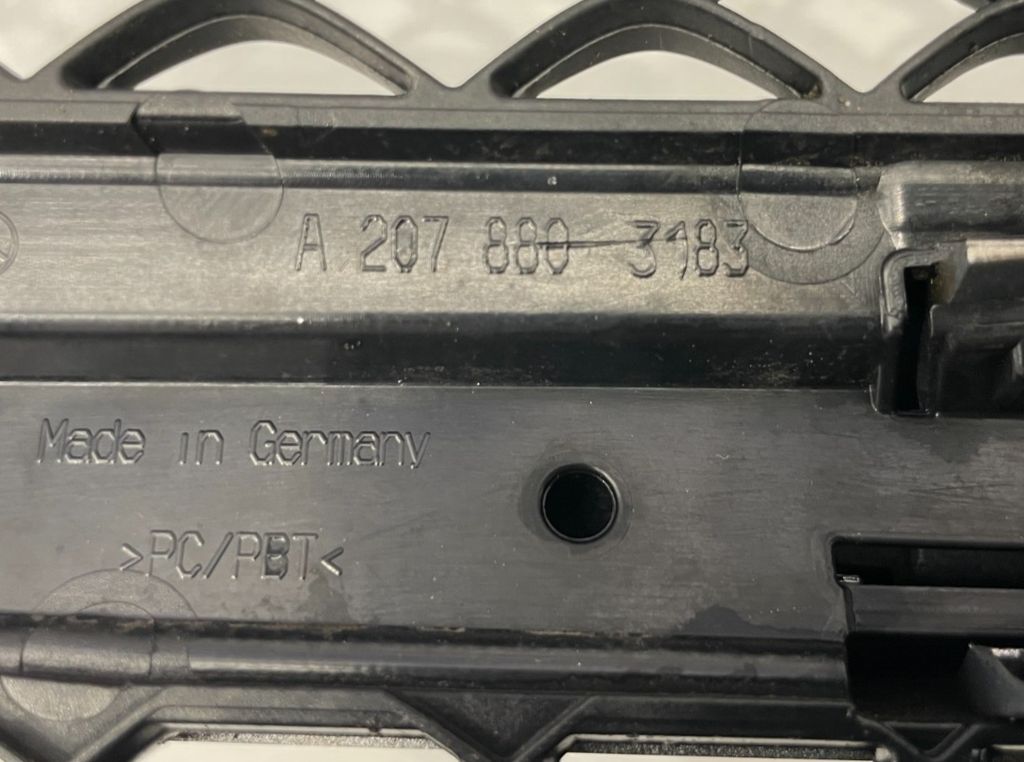 A 207 880 3183
Made in Germany
>PC/PBT<